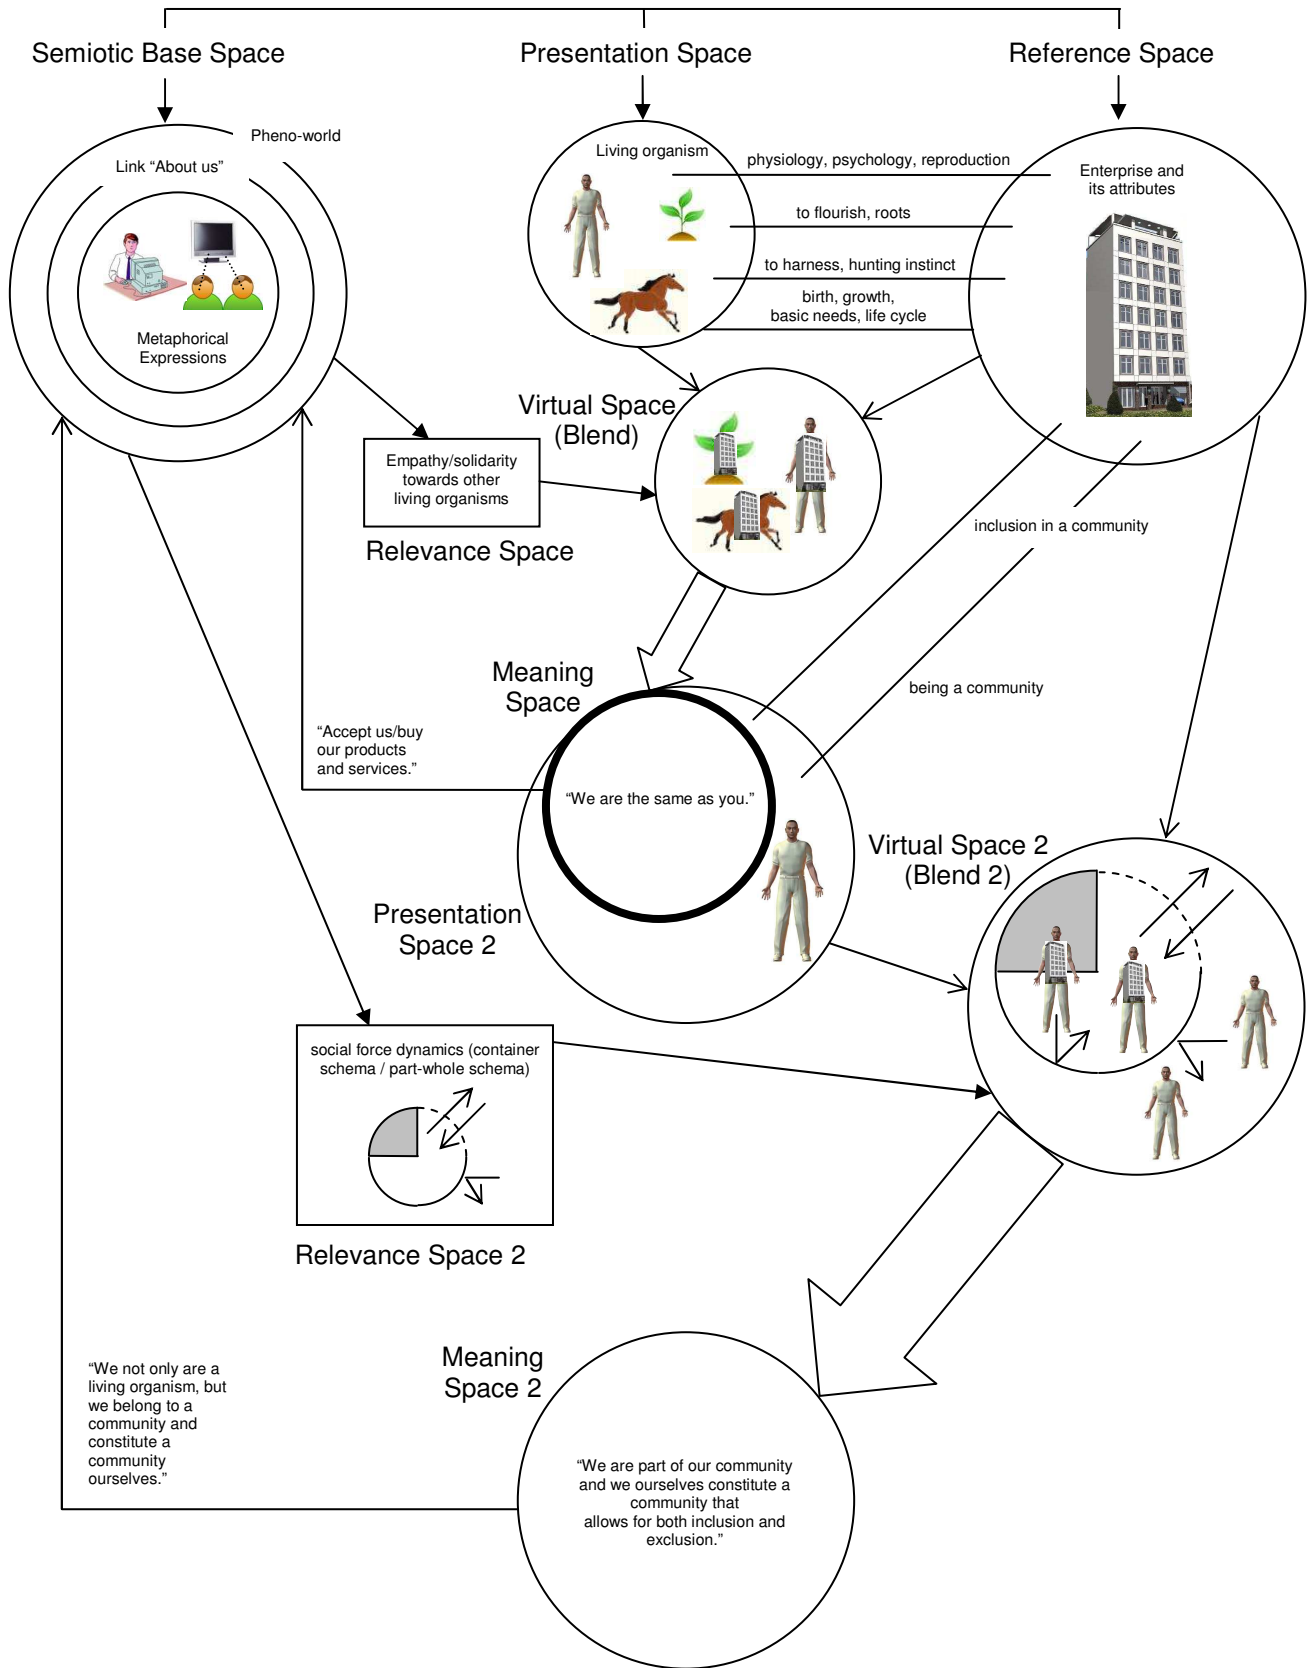 Semiotic Base Space
Presentation Space
Reference Space
Pheno-world
Link “About us”
Metaphorical
Expressions
Living organism
physiology, psychology, reproduction
to flourish, roots
to harness, hunting instinct
birth, growth,
basic needs, life cycle
Enterprise and
its attributes
Virtual Space
(Blend)
Empathy/solidarity
towards other
living organisms
Relevance Space
inclusion in a community
being a community
Meaning
Space
“Accept us/buy
our products
and services.”
“We are the same as you.”
Presentation
Space 2
Virtual Space 2
(Blend 2)
social force dynamics (container
schema / part-whole schema)
Relevance Space 2
“We not only are a
living organism, but
we belong to a
community and
constitute a
community
ourselves.”
Meaning
Space 2
“We are part of our community
and we ourselves constitute a
community that
allows for both inclusion and
exclusion.”